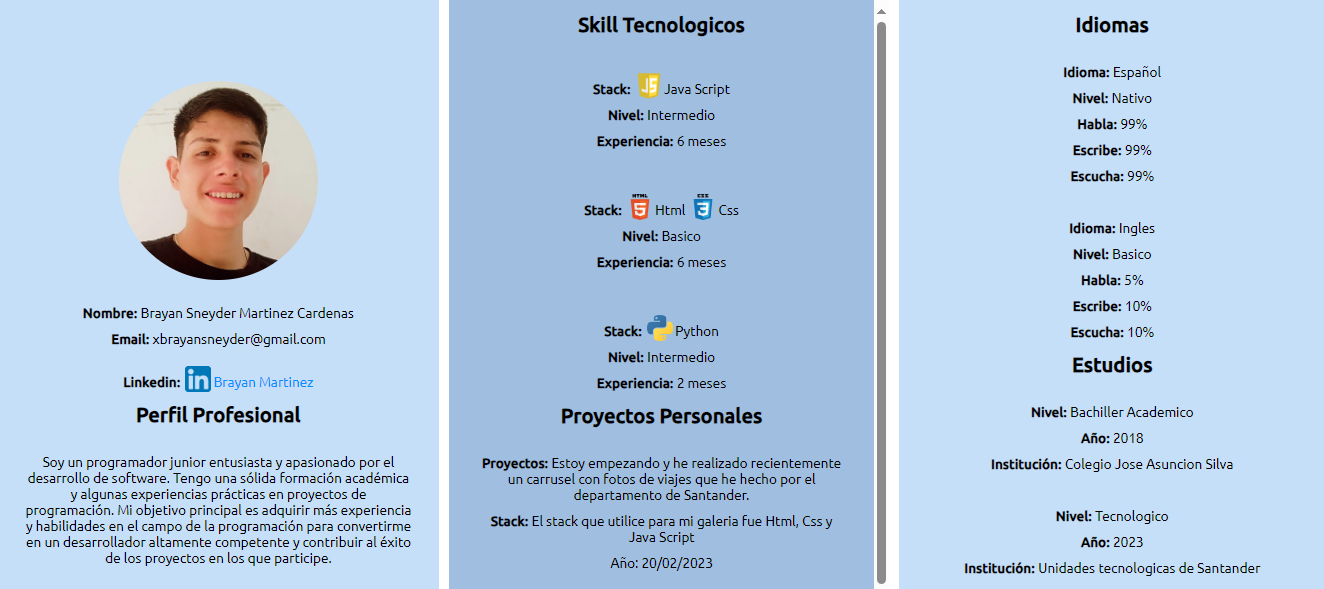 Nombre: Brayan Sneyder Martinez Cardenas
Email: xbrayansneyder@gmail.com
Linkedin: in Brayan Martinez
Perfil Profesional
Soy un programador junior entusiasta y apasionado por el
desarrollo de software. Tengo una sólida formación académica
y algunas experiencias prácticas en proyectos de
programación. Mi objetivo principal es adquirir más experiencia
y habilidades en el campo de la programación para convertirme
en un desarrollador altamente competente y contribuir al éxito
de los proyectos en los que participe.
Skill Tecnologicos
Stack: JS Java Script
Nivel: Intermedio
Experiencia: 6 meses
Stack: HTML 5 Html CSS 3 Css
Nivel: Basico
Experiencia: 6 meses
Stack: Python
Nivel: Intermedio
Experiencia: 2 meses
Proyectos Personales
Proyectos: Estoy empezando y he realizado recientemente
un carrusel con fotos de viajes que he hecho por el
departamento de Santander.
Stack: El stack que utilice para mi galeria fue Html, Css y
Java Script
Año: 20/02/2023
Idiomas
Idioma: Español
Nivel: Nativo
Habla: 99%
Escribe: 99%
Escucha: 99%
Idioma: Ingles
Nivel: Basico
Habla: 5%
Escribe: 10%
Escucha: 10%
Estudios
Nivel: Bachiller Academico
Año: 2018
Institución: Colegio Jose Asuncion Silva
Nivel: Tecnologico
Año: 2023
Institución: Unidades tecnologicas de Santander